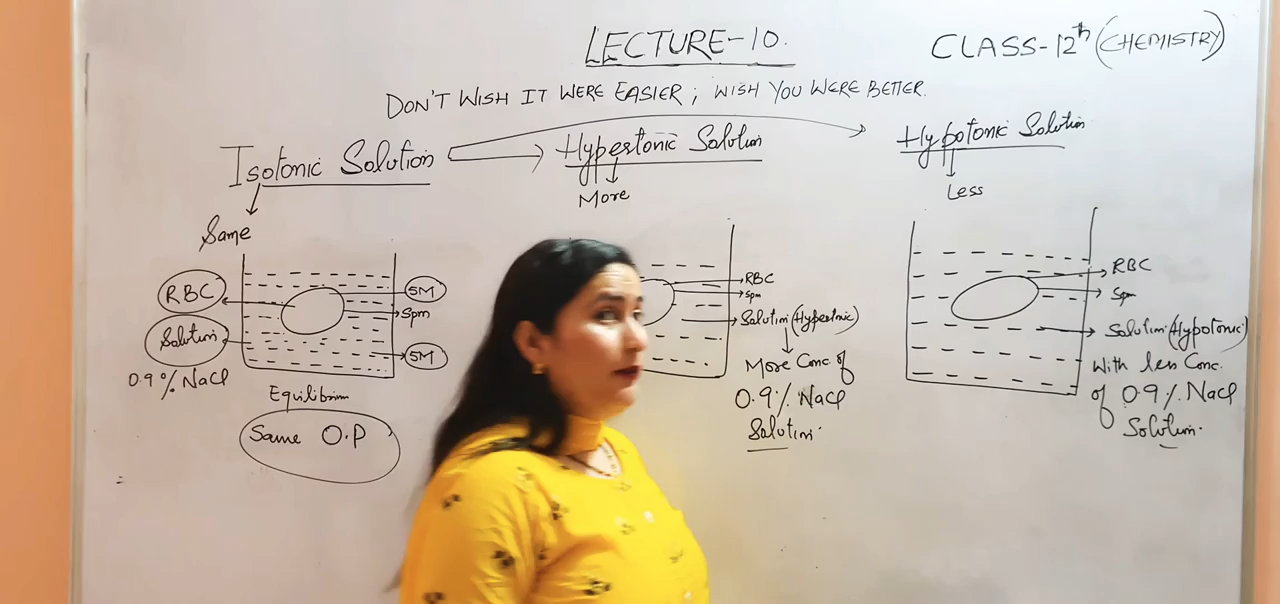 LECTURE-10.
CLASS-12th (CHEMISTRY)
DON'T WISH IT WERE EASIER ; WISH YOU WERE BETTER.
Isotonic Solution
Same
RBC
Solution
0.9% NaCl
5M
Spm
5M
Equilibrium
Same O.P
Hypertonic Solution
More
RBC
Spm
Solution (Hypertonic)
More Conc of
0.9% NaCl
Solution.
Hypotonic Solution
Less
RBC
Spm
Solution (Hypotonic)
With less Conc.
of 0.9% NaCl
Solution.